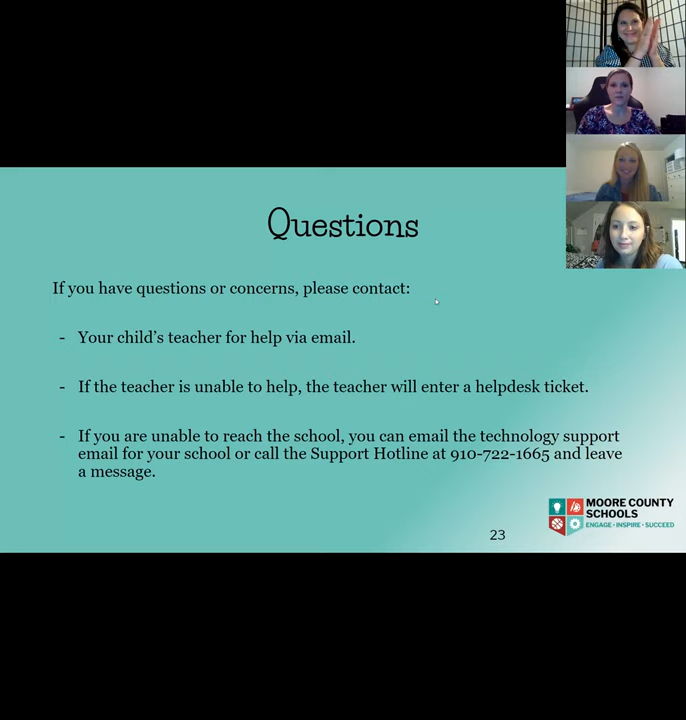 Questions
If you have questions or concerns, please contact:
- Your child's teacher for help via email.
- If the teacher is unable to help, the teacher will enter a helpdesk ticket.
- If you are unable to reach the school, you can email the technology support
email for your school or call the Support Hotline at 910-722-1665 and leave
a message.
MOORE COUNTY
SCHOOLS
ENGAGE • INSPIRE • SUCCEED
23